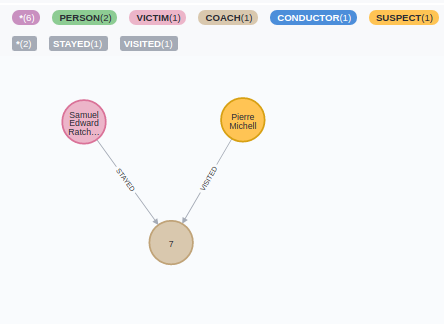 *(6) PERSON(2) VICTIM(1) COACH(1) CONDUCTOR(1) SUSPECT(1)
*(2) STAYED(1) VISITED(1)
Samuel
Edward
Ratch...
Pierre
Michell
STAYED
VISITED
7